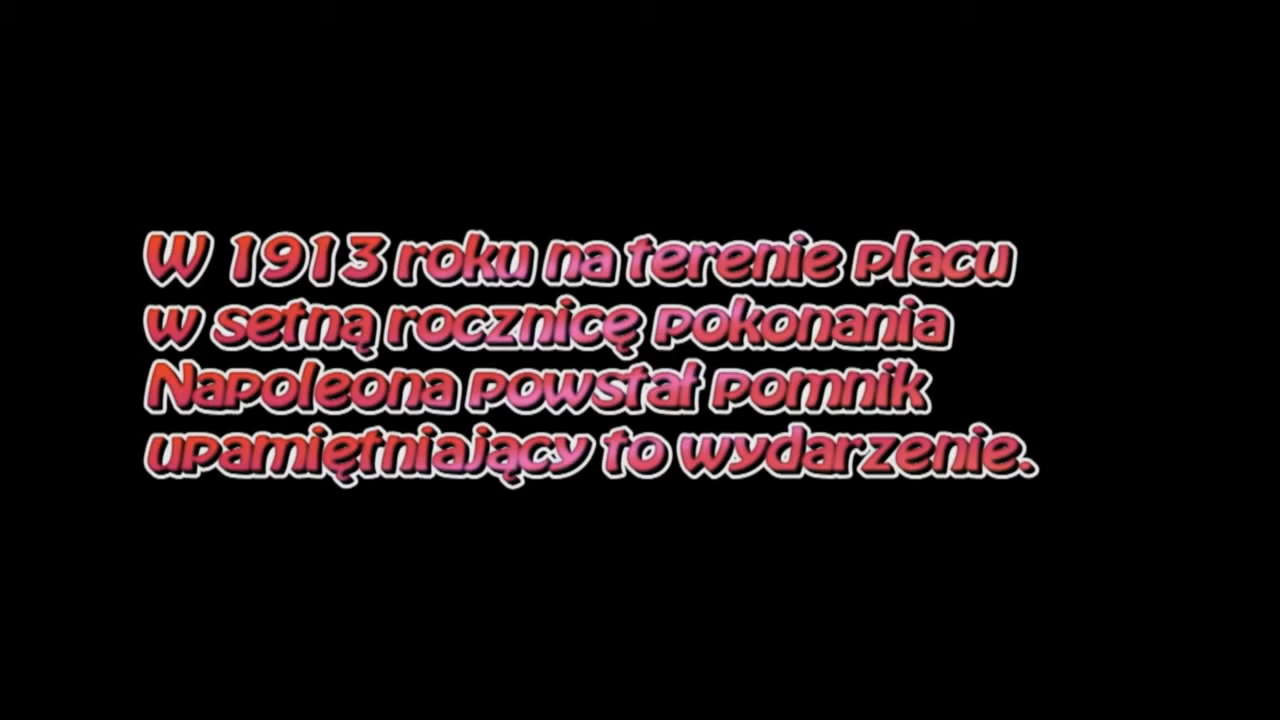 W 1913 roku na terenie placu
w setną rocznicę pokonania
Napoleona powstał pomnik
upamiętniający to wydarzenie.